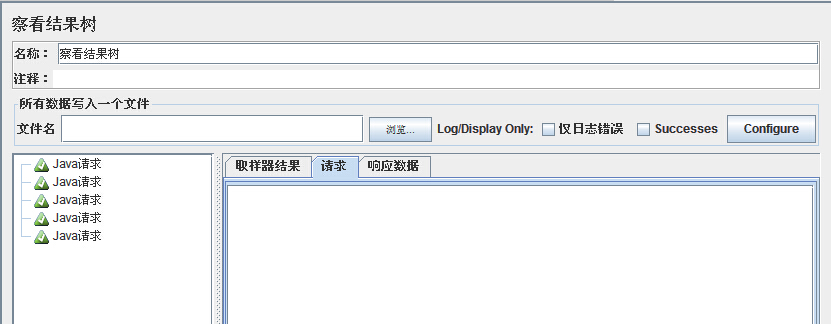 察看结果树
名称： 察看结果树
注释：
所有数据写入一个文件
文件名 浏览... Log/Display Only: 仅日志错误 Successes Configure
Java请求
Java请求
Java请求
Java请求
Java请求
取样器结果 请求 响应数据